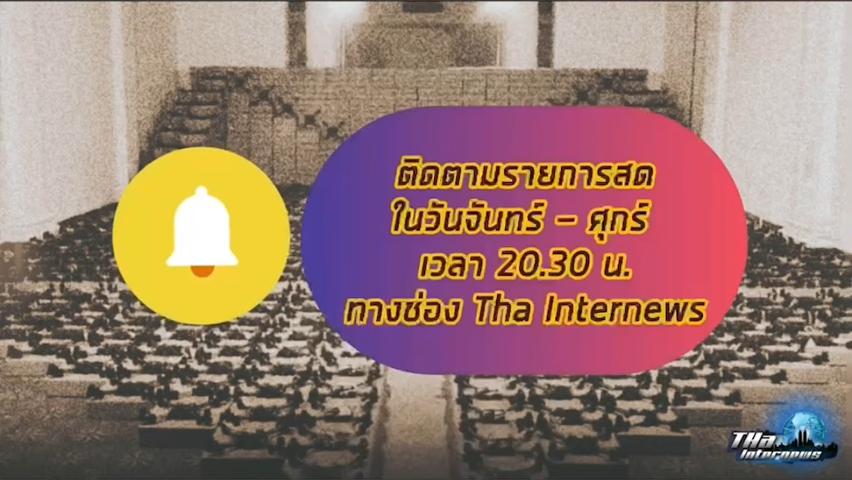 ติดตามรายการสด
ในวันจันทร์ – ศุกร์
เวลา 20.30 น.
ทางช่อง Tha Internews
THa
Internews